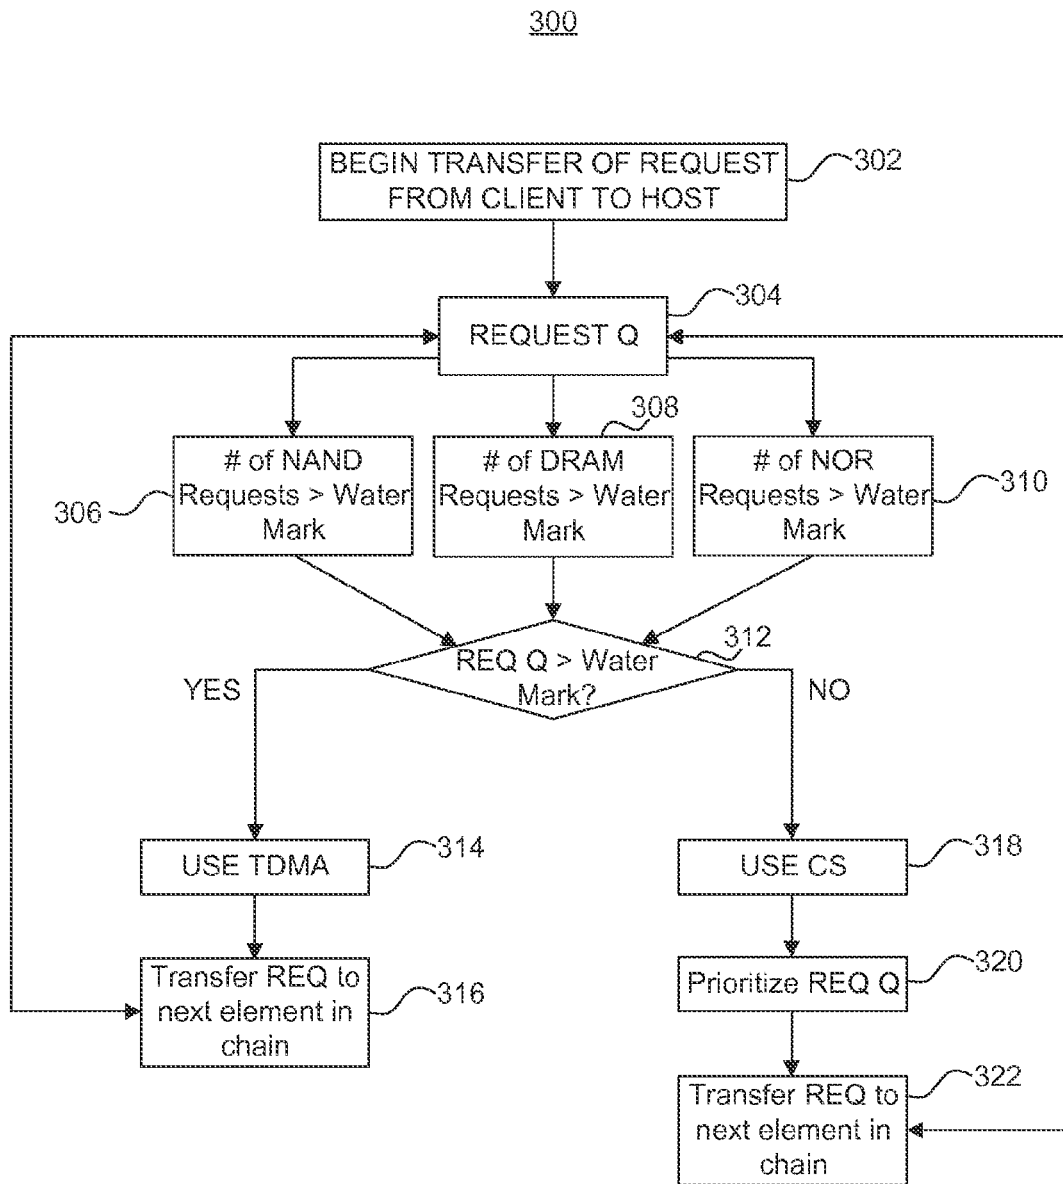 300
BEGIN TRANSFER OF REQUEST
FROM CLIENT TO HOST
302
REQUEST Q
304
# of NAND
Requests > Water
Mark
306
# of DRAM
Requests > Water
Mark
308
# of NOR
Requests > Water
Mark
310
REQ Q > Water
Mark?
312
YES
NO
USE TDMA
314
Transfer REQ to
next element in
chain
316
USE CS
318
Prioritize REQ Q
320
Transfer REQ to
next element in
chain
322